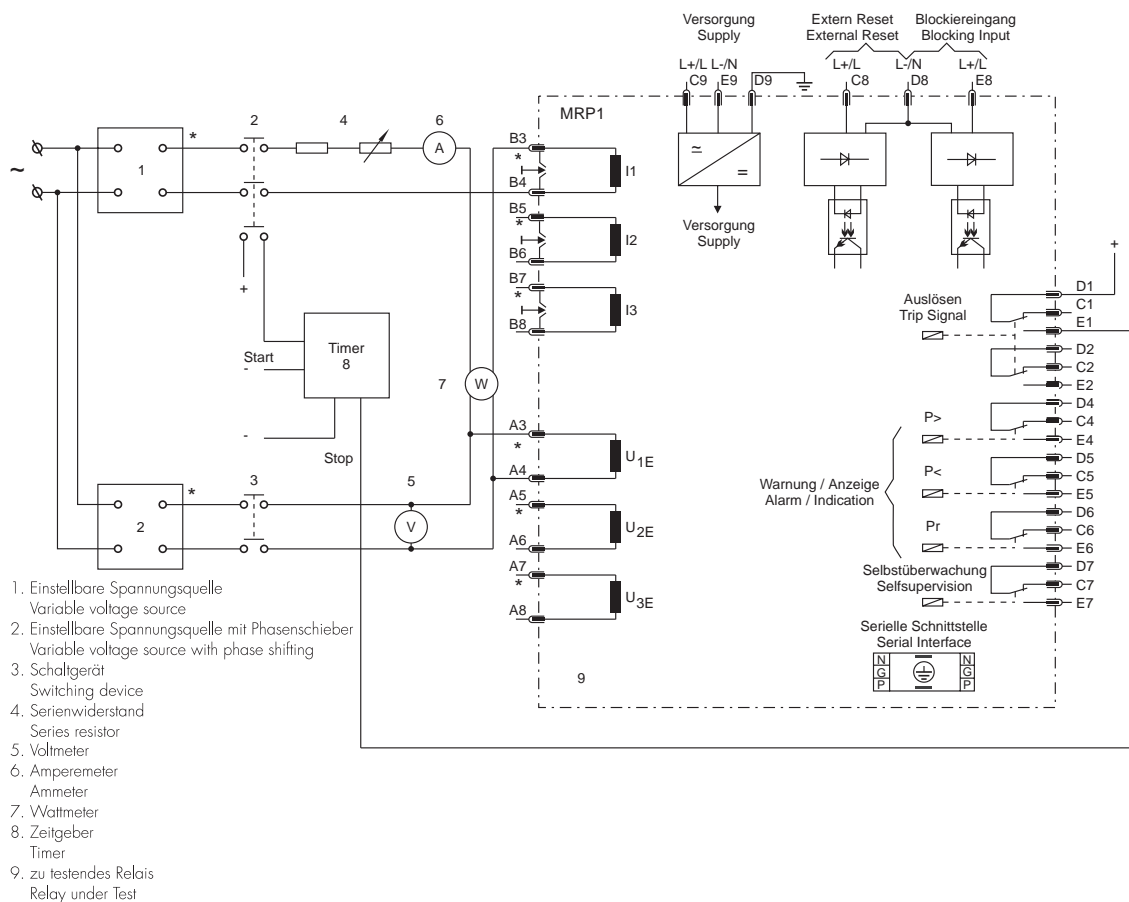 Versorgung
Supply
Extern Reset
External Reset
Blockiereingang
Blocking Input
L+/L L-/N
C9 E9 D9
L+/L L-/N L+/L
C8 D8 E8
MRP1
~
1
*
2
4
6
A
B3
*
B4
I1
B5
*
B6
I2
B7
*
B8
I3
≃
=
Versorgung
Supply
+
Start
-
-
Timer
8
Stop
7
W
A3
*
A4
U1E
A5
*
A6
U2E
A7
*
A8
U3E
2
*
3
5
V
9
+
Auslösen
Trip Signal
D1
C1
E1
D2
C2
E2
Warnung / Anzeige
Alarm / Indication
P>
D4
C4
E4
P<
D5
C5
E5
Pr
D6
C6
E6
Selbstüberwachung
Selfsupervision
D7
C7
E7
Serielle Schnittstelle
Serial Interface
N N
G G
P P
1. Einstellbare Spannungsquelle
Variable voltage source
2. Einstellbare Spannungsquelle mit Phasenschieber
Variable voltage source with phase shifting
3. Schaltgerät
Switching device
4. Serienwiderstand
Series resistor
5. Voltmeter
6. Amperemeter
Ammeter
7. Wattmeter
8. Zeitgeber
Timer
9. zu testendes Relais
Relay under Test